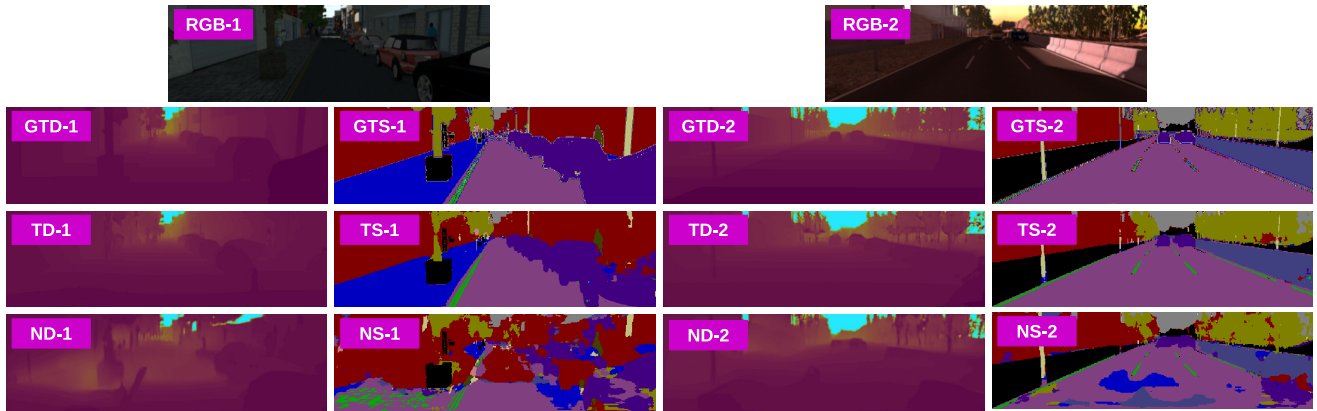 RGB-1
RGB-2
GTD-1
GTS-1
GTD-2
GTS-2
TD-1
TS-1
TD-2
TS-2
ND-1
NS-1
ND-2
NS-2